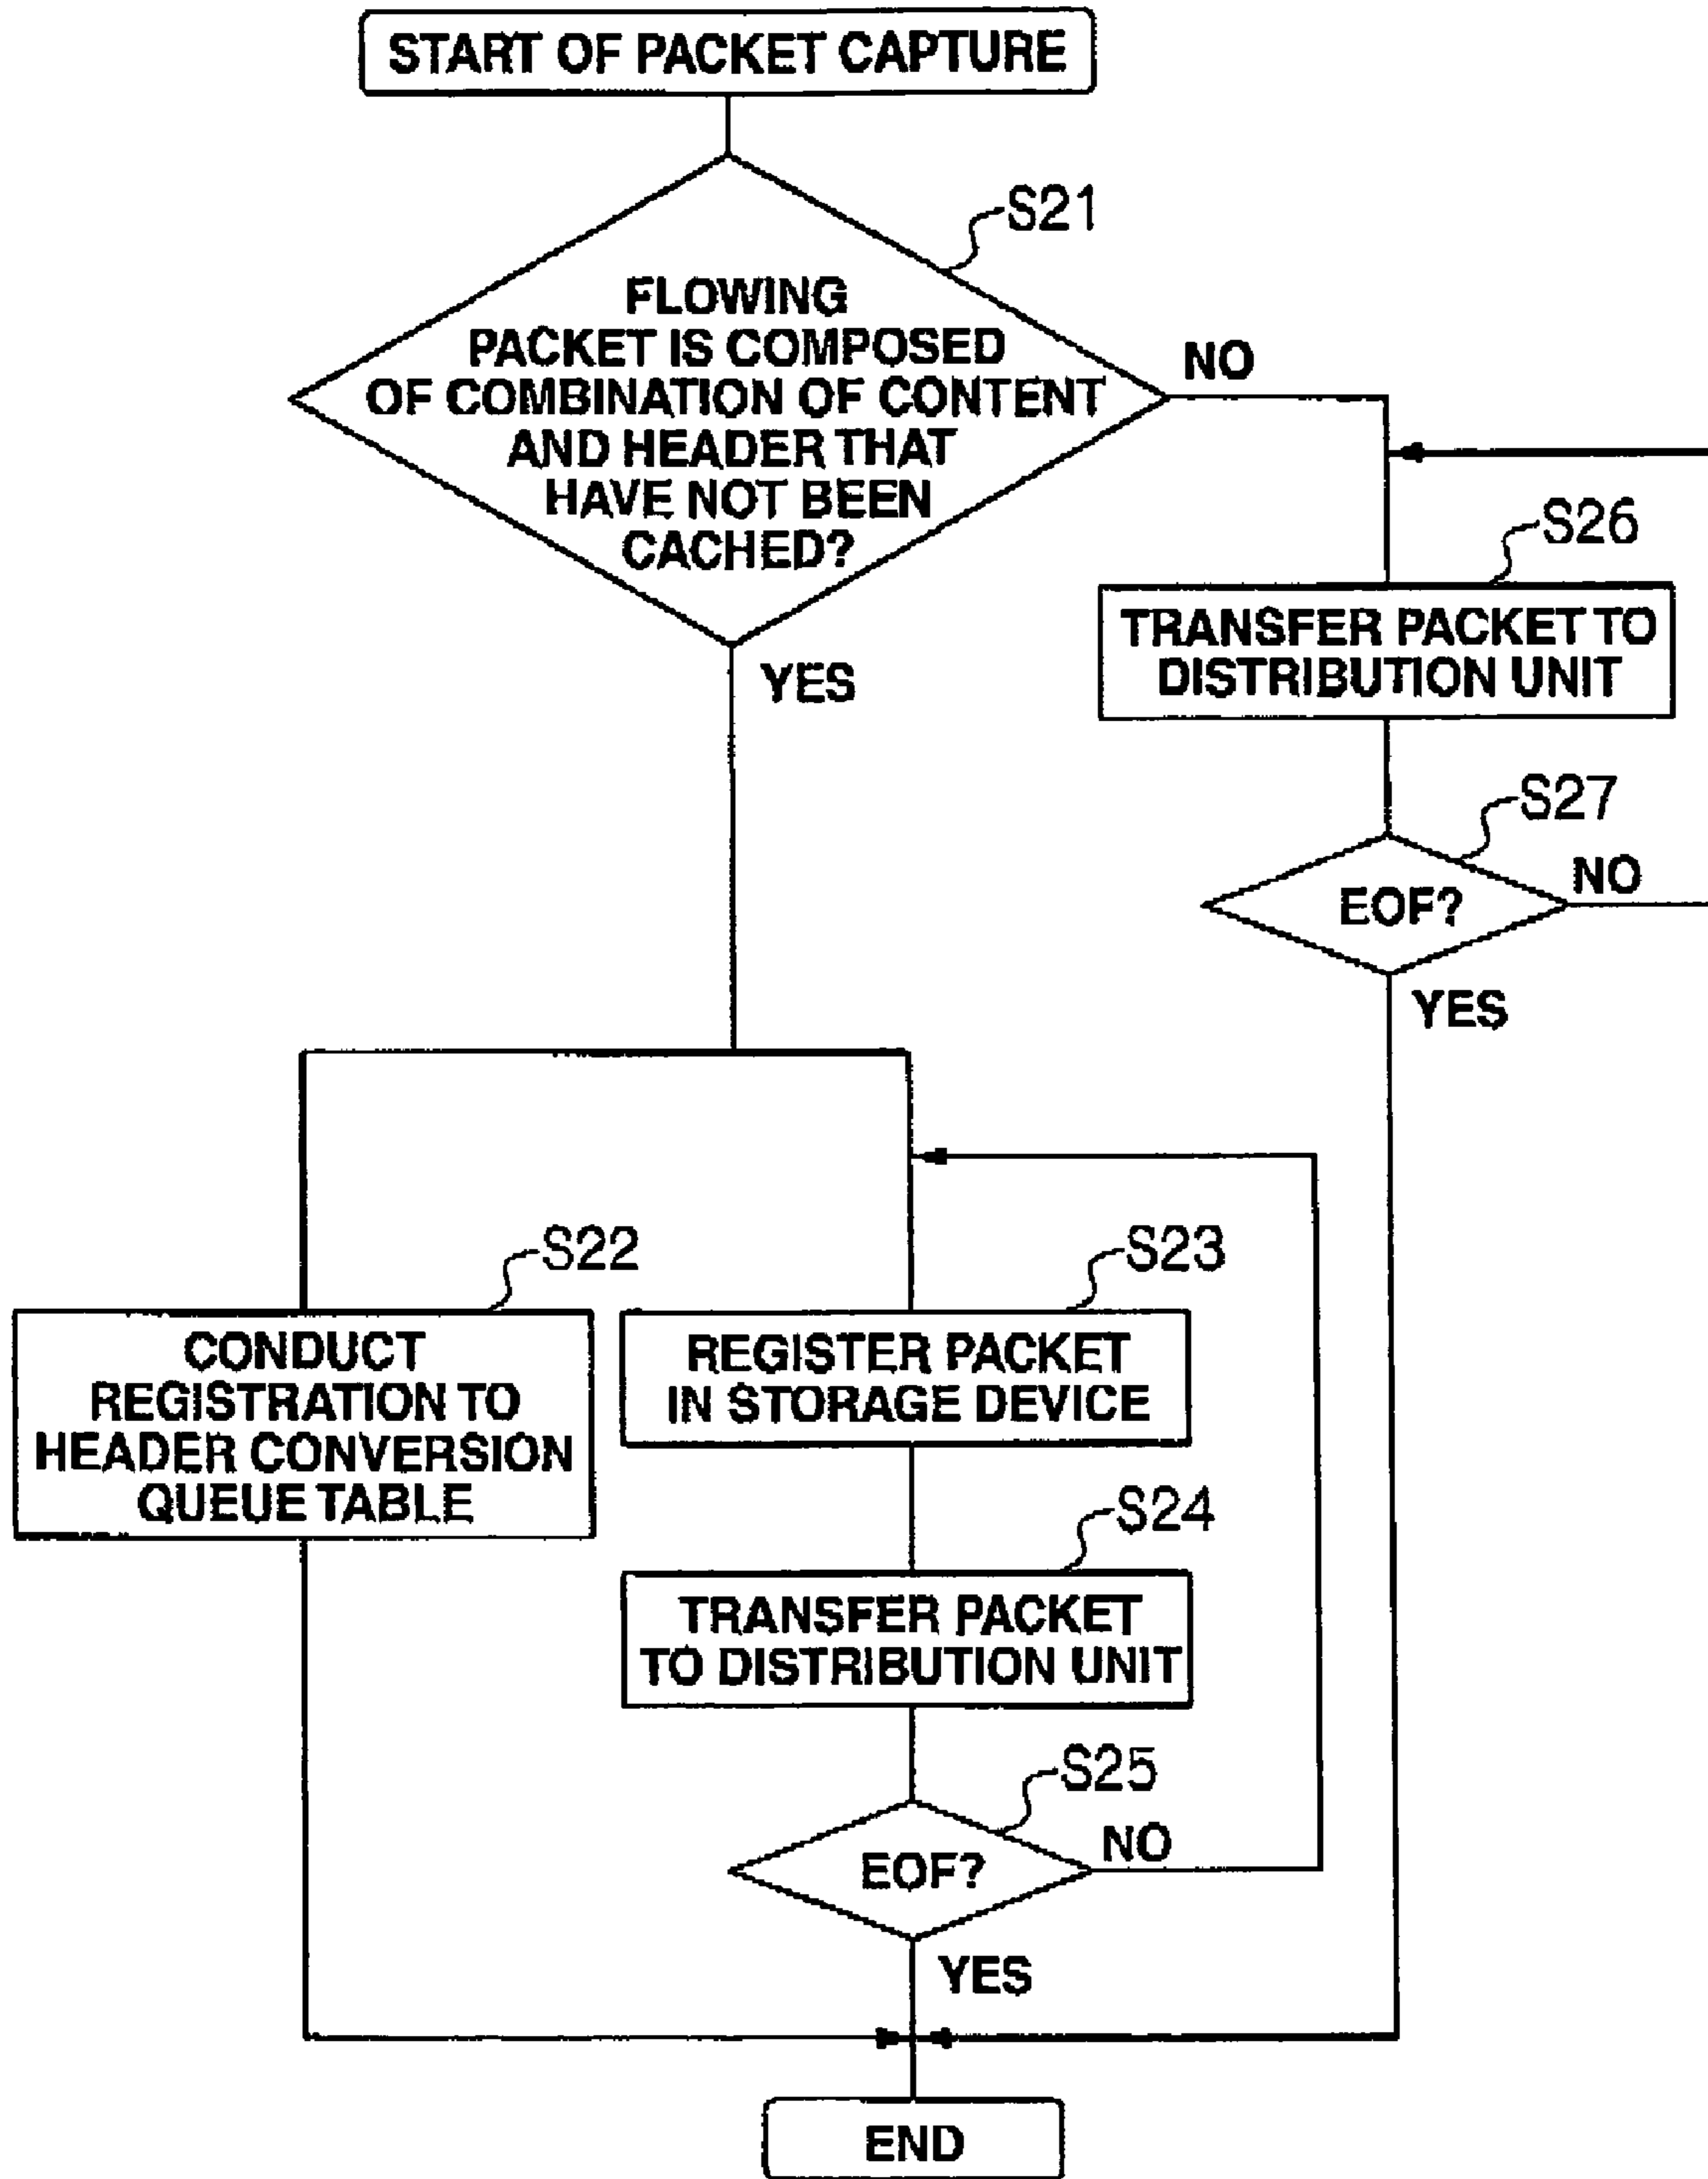 START OF PACKET CAPTURE
S21
FLOWING
PACKET IS COMPOSED
OF COMBINATION OF CONTENT
AND HEADER THAT
HAVE NOT BEEN
CACHED?
NO
YES
S26
TRANSFER PACKET TO
DISTRIBUTION UNIT
S27
EOF?
NO
YES
S22
CONDUCT
REGISTRATION TO
HEADER CONVERSION
QUEUE TABLE
S23
REGISTER PACKET
IN STORAGE DEVICE
S24
TRANSFER PACKET
TO DISTRIBUTION UNIT
S25
EOF?
NO
YES
END